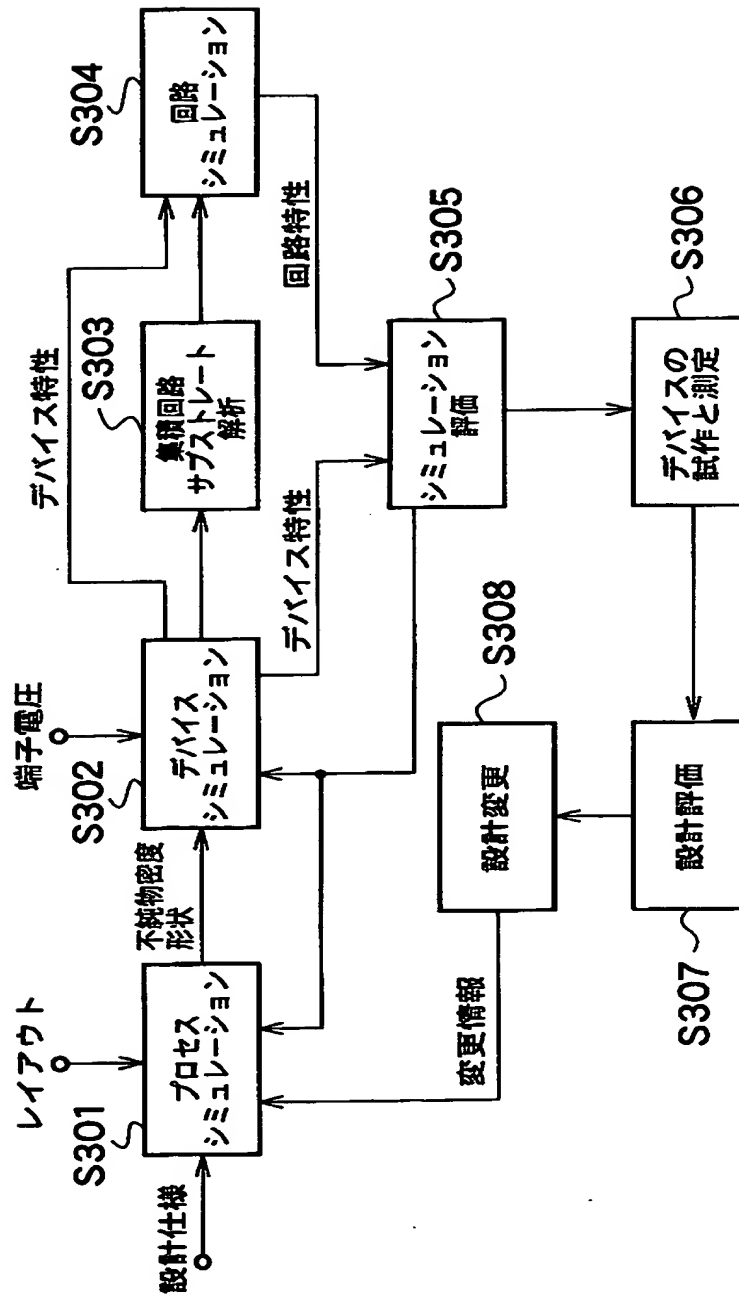 設計仕様
レイアウト
S301
プロセス
シミュレーション
不純物密度
形状
端子電圧
S302
デバイス
シミュレーション
デバイス特性
S303
集積回路
サブストレート
解析
S304
回路
シミュレーション
デバイス特性
回路特性
S305
シミュレーション
評価
変更情報
S308
設計変更
S306
デバイスの
試作と測定
S307
設計評価